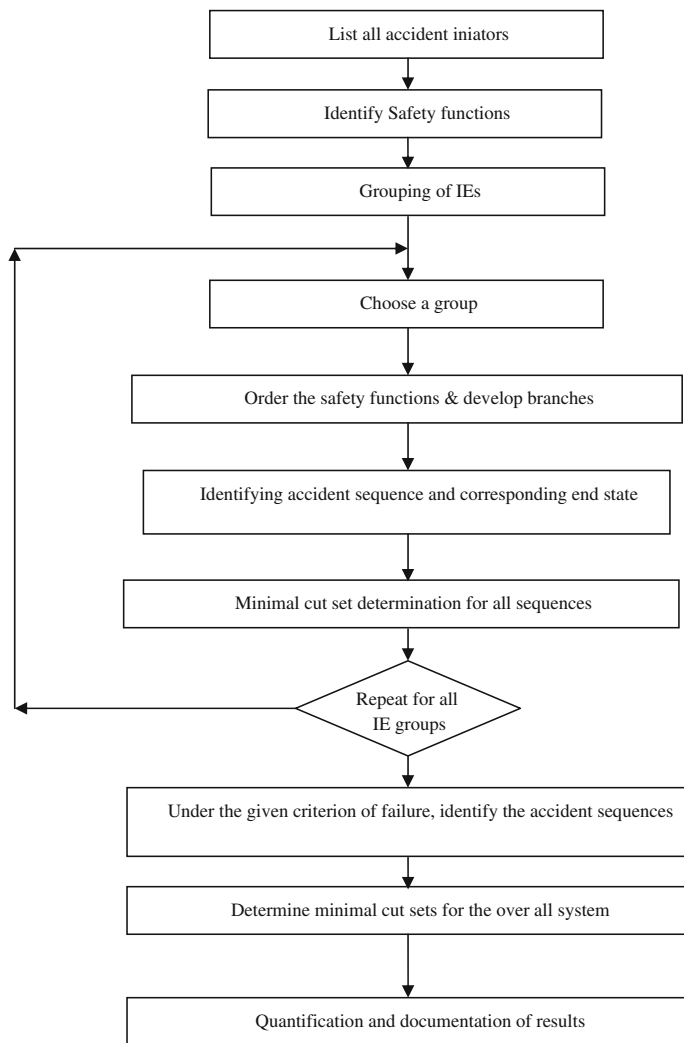 List all accident iniators
Identify Safety functions
Grouping of IEs
Choose a group
Order the safety functions & develop branches
Identifying accident sequence and corresponding end state
Minimal cut set determination for all sequences
Repeat for all
IE groups
Under the given criterion of failure, identify the accident sequences
Determine minimal cut sets for the over all system
Quantification and documentation of results